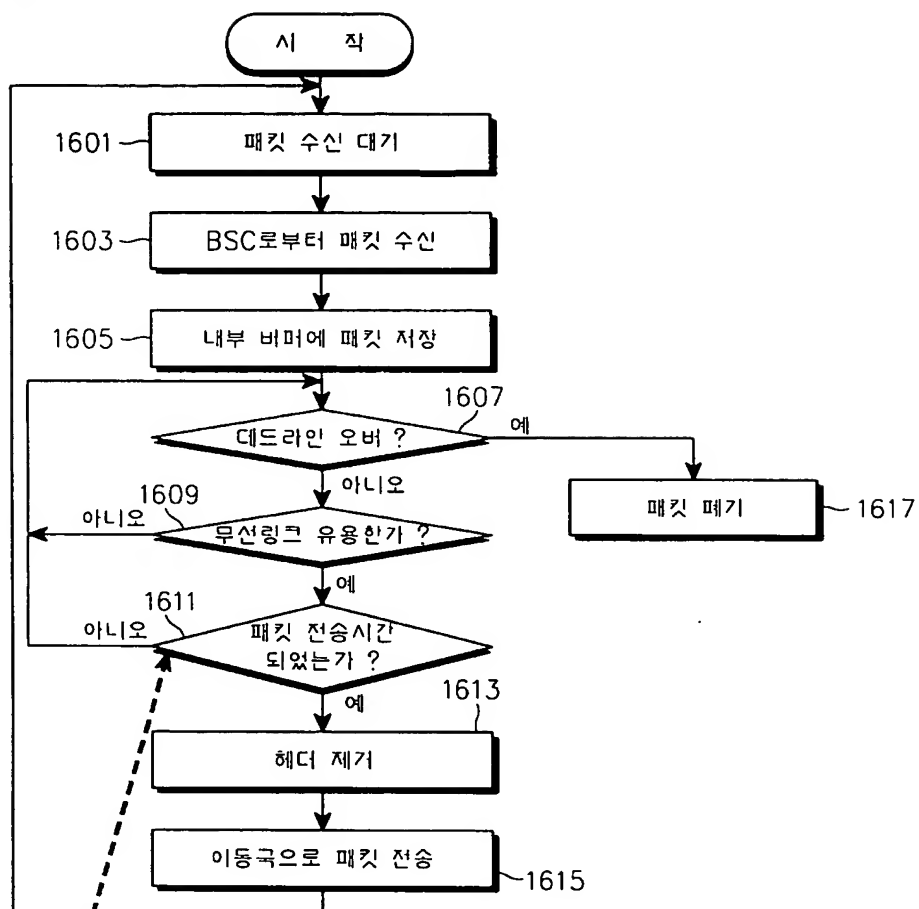 시 작
1601
패킷 수신 대기
1603
BSC로부터 패킷 수신
1605
내부 버퍼에 패킷 저장
1607
데드라인 오버 ?
예
아니오
패킷 폐기
1617
1609
아니오
무선링크 유용한가 ?
예
1611
아니오
패킷 전송시간
되었는가 ?
예
1613
헤더 제거
이동국으로 패킷 전송
1615